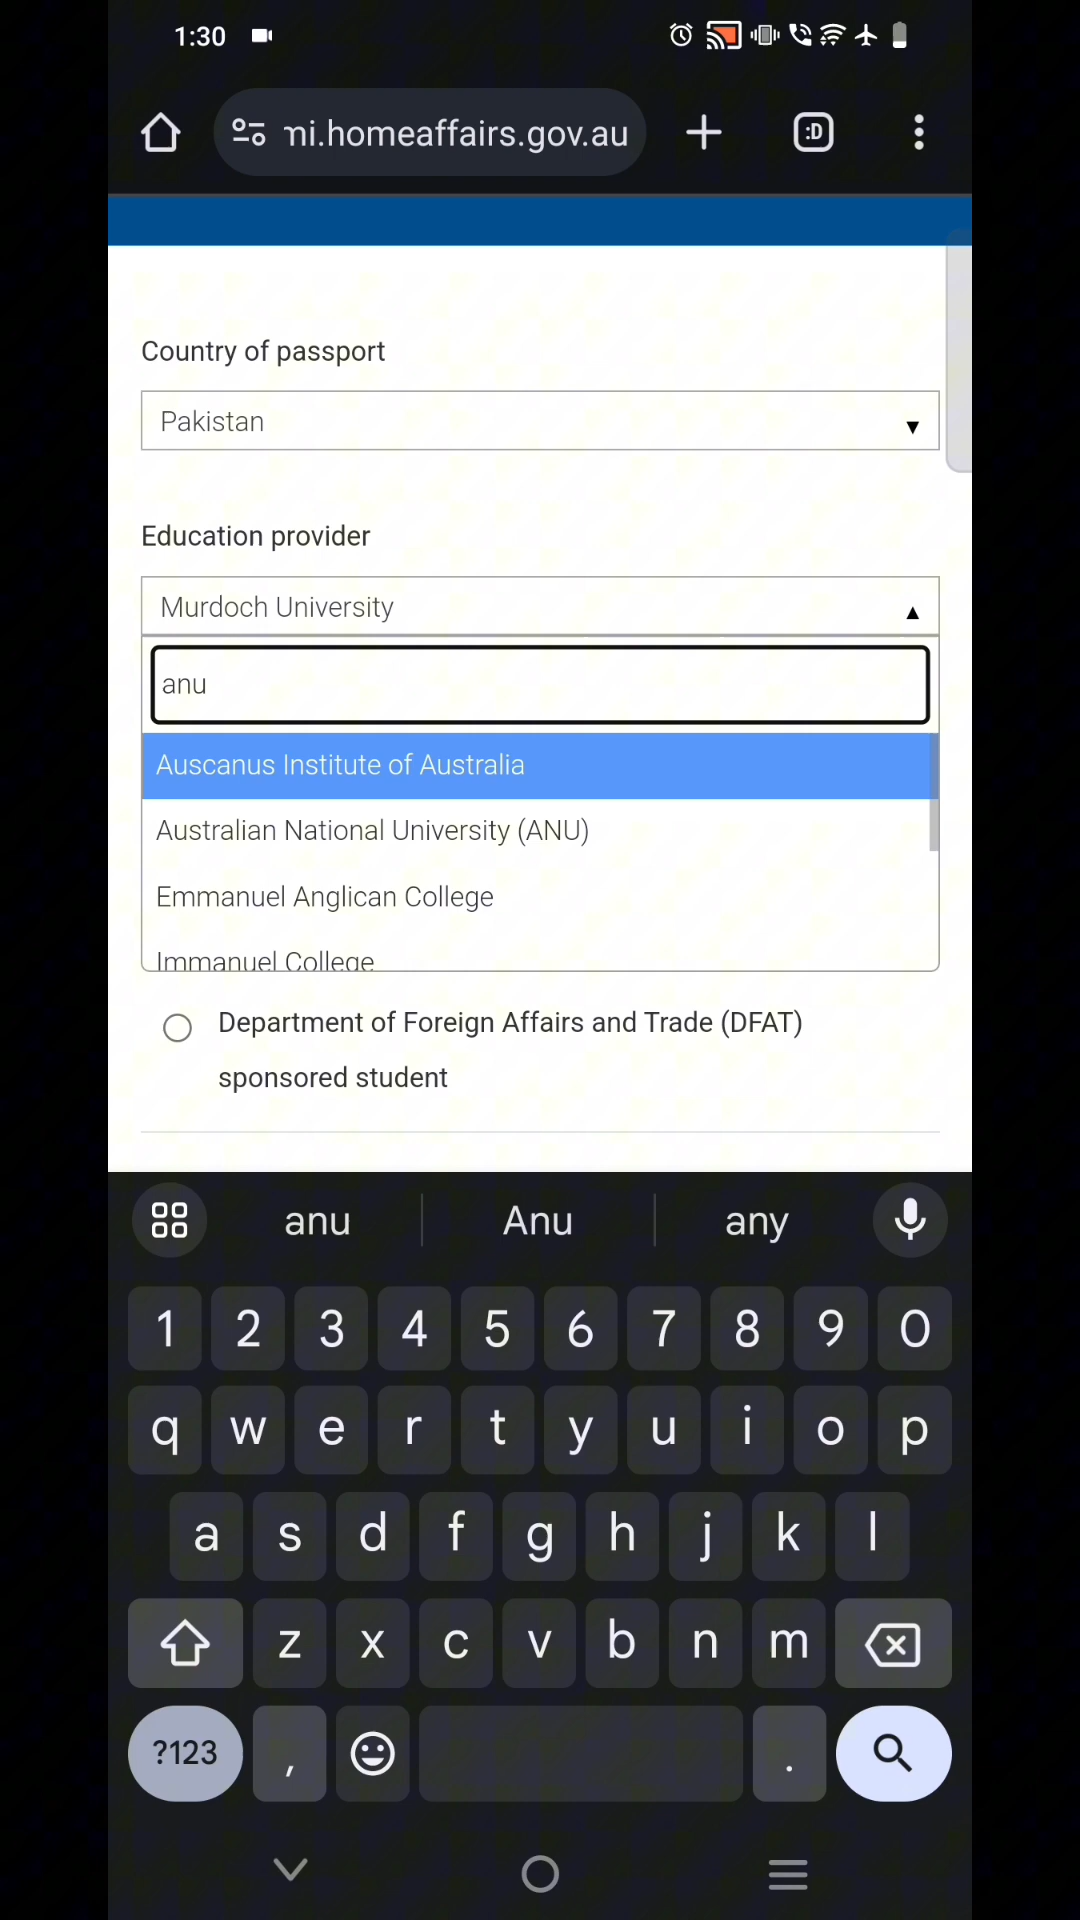 1:30
ni.homeaffairs.gov.au
:D
Country of passport
Pakistan
Education provider
Murdoch University
anu
Auscanus Institute of Australia
Australian National University (ANU)
Emmanuel Anglican College
Immanuel College
Department of Foreign Affairs and Trade (DFAT)
sponsored student
anu Anu any
1 2 3 4 5 6 7 8 9 0
q w e r t y u i o p
a s d f g h j k l
z x c v b n m
?123 , .